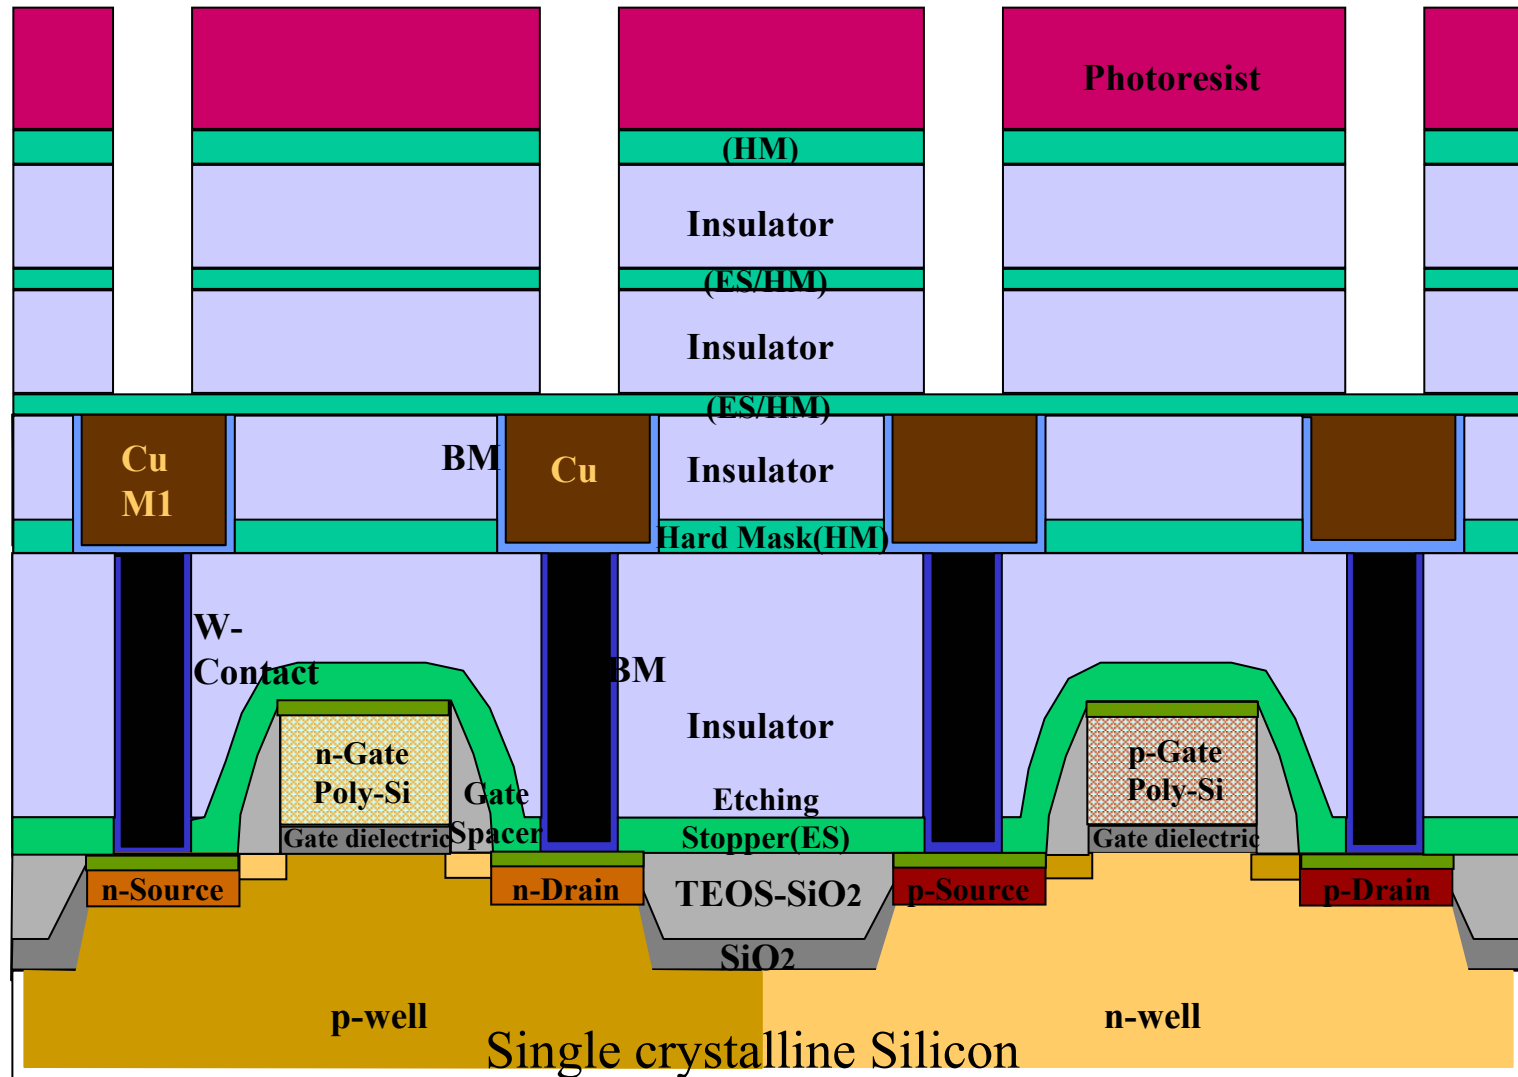 Photoresist
(HM)
Insulator
(ES/HM)
Insulator
(ES/HM)
Cu
M1
BM
Cu
Insulator
Hard Mask(HM)
W-
Contact
BM
Insulator
n-Gate
Poly-Si
p-Gate
Poly-Si
Gate
Spacer
Etching
Stopper(ES)
Gate dielectric
Gate dielectric
n-Source
n-Drain
TEOS-SiO2
p-Source
p-Drain
SiO2
p-well
n-well
Single crystalline Silicon